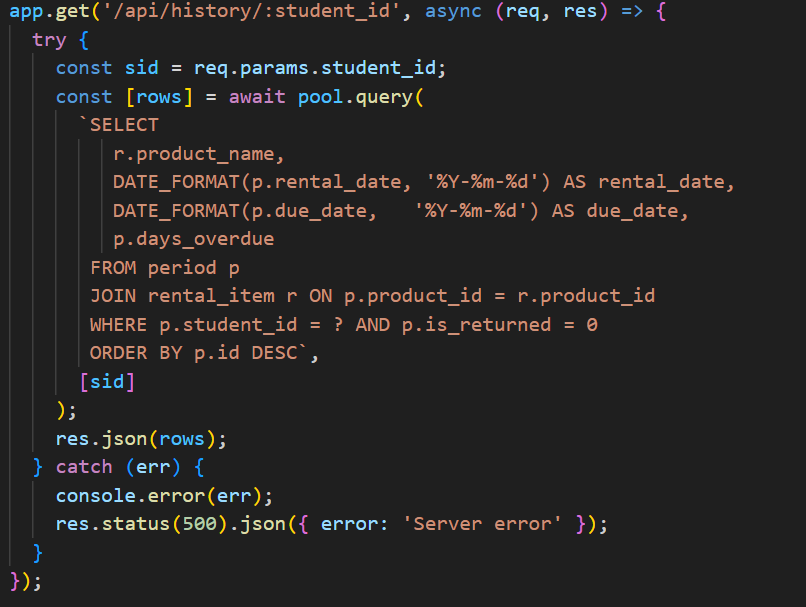 app.get('/api/history/:student_id', async (req, res) => {
  try {
    const sid = req.params.student_id;
    const [rows] = await pool.query(
      `SELECT
         r.product_name,
         DATE_FORMAT(p.rental_date, '%Y-%m-%d') AS rental_date,
         DATE_FORMAT(p.due_date,   '%Y-%m-%d') AS due_date,
         p.days_overdue
       FROM period p
       JOIN rental_item r ON p.product_id = r.product_id
       WHERE p.student_id = ? AND p.is_returned = 0
       ORDER BY p.id DESC`,
      [sid]
    );
    res.json(rows);
  } catch (err) {
    console.error(err);
    res.status(500).json({ error: 'Server error' });
  }
});